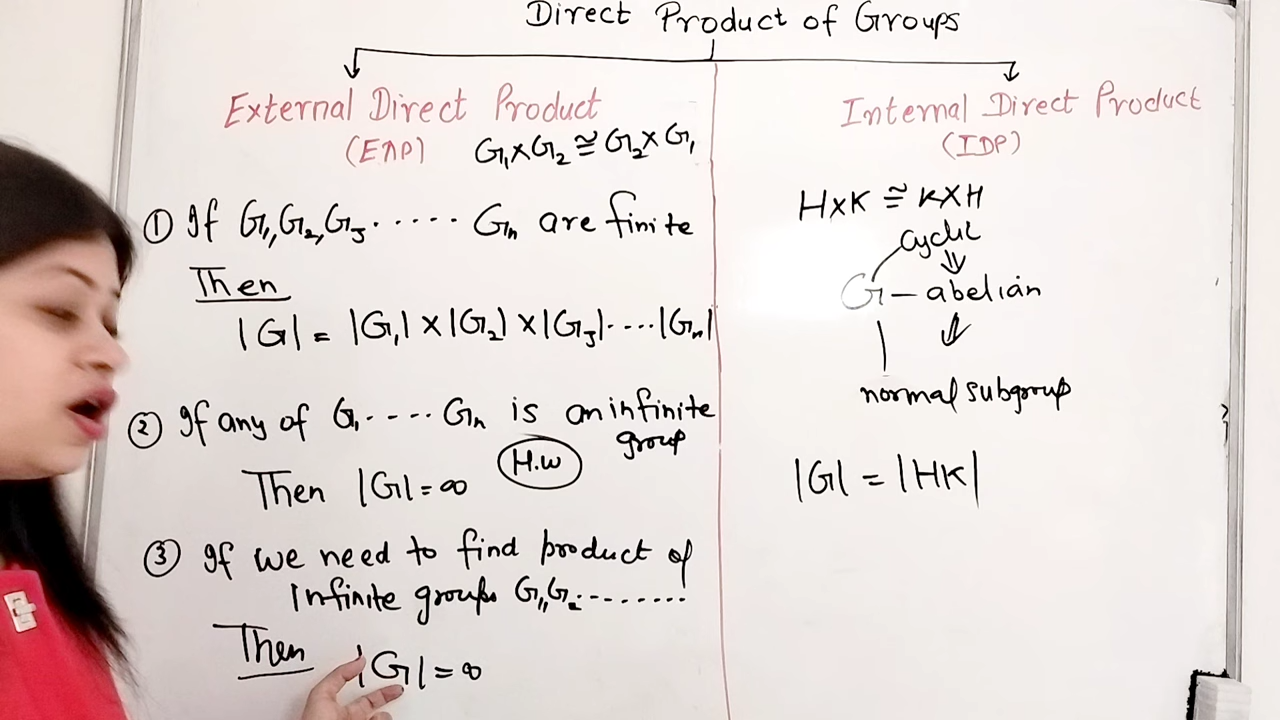 Direct Product of Groups
External Direct Product
(EDP) G₁×G₂ ≅ G₂×G₁
① If G₁,G₂,G₃.····· Gₙ are finite
Then
|G| = |G₁| × |G₂| × |G₃|····|Gₙ|
② If any of G₁···· Gₙ is an infinite
group
H.W
Then |G| = ∞
③ If we need to find product of
Infinite groups G₁,G₂.........
Then |G| = ∞
Internal Direct Product
(IDP)
H×K ≅ K×H
cyclic
⇓
G — abelian
⇓
normal subgroup
|G| = |HK|